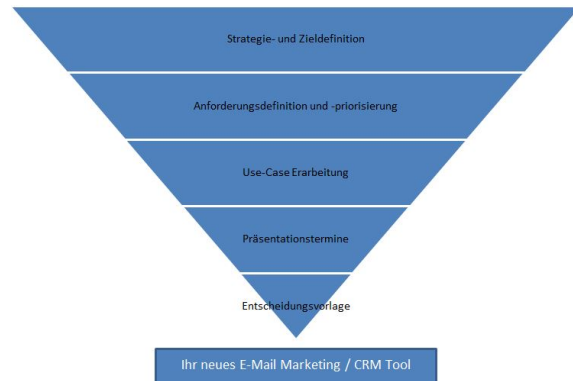 Strategie- und Zieldefinition
Anforderungsdefinition und -priorisierung
Use-Case Erarbeitung
Präsentationstermine
Entscheidungsvorlage
Ihr neues E-Mail Marketing / CRM Tool